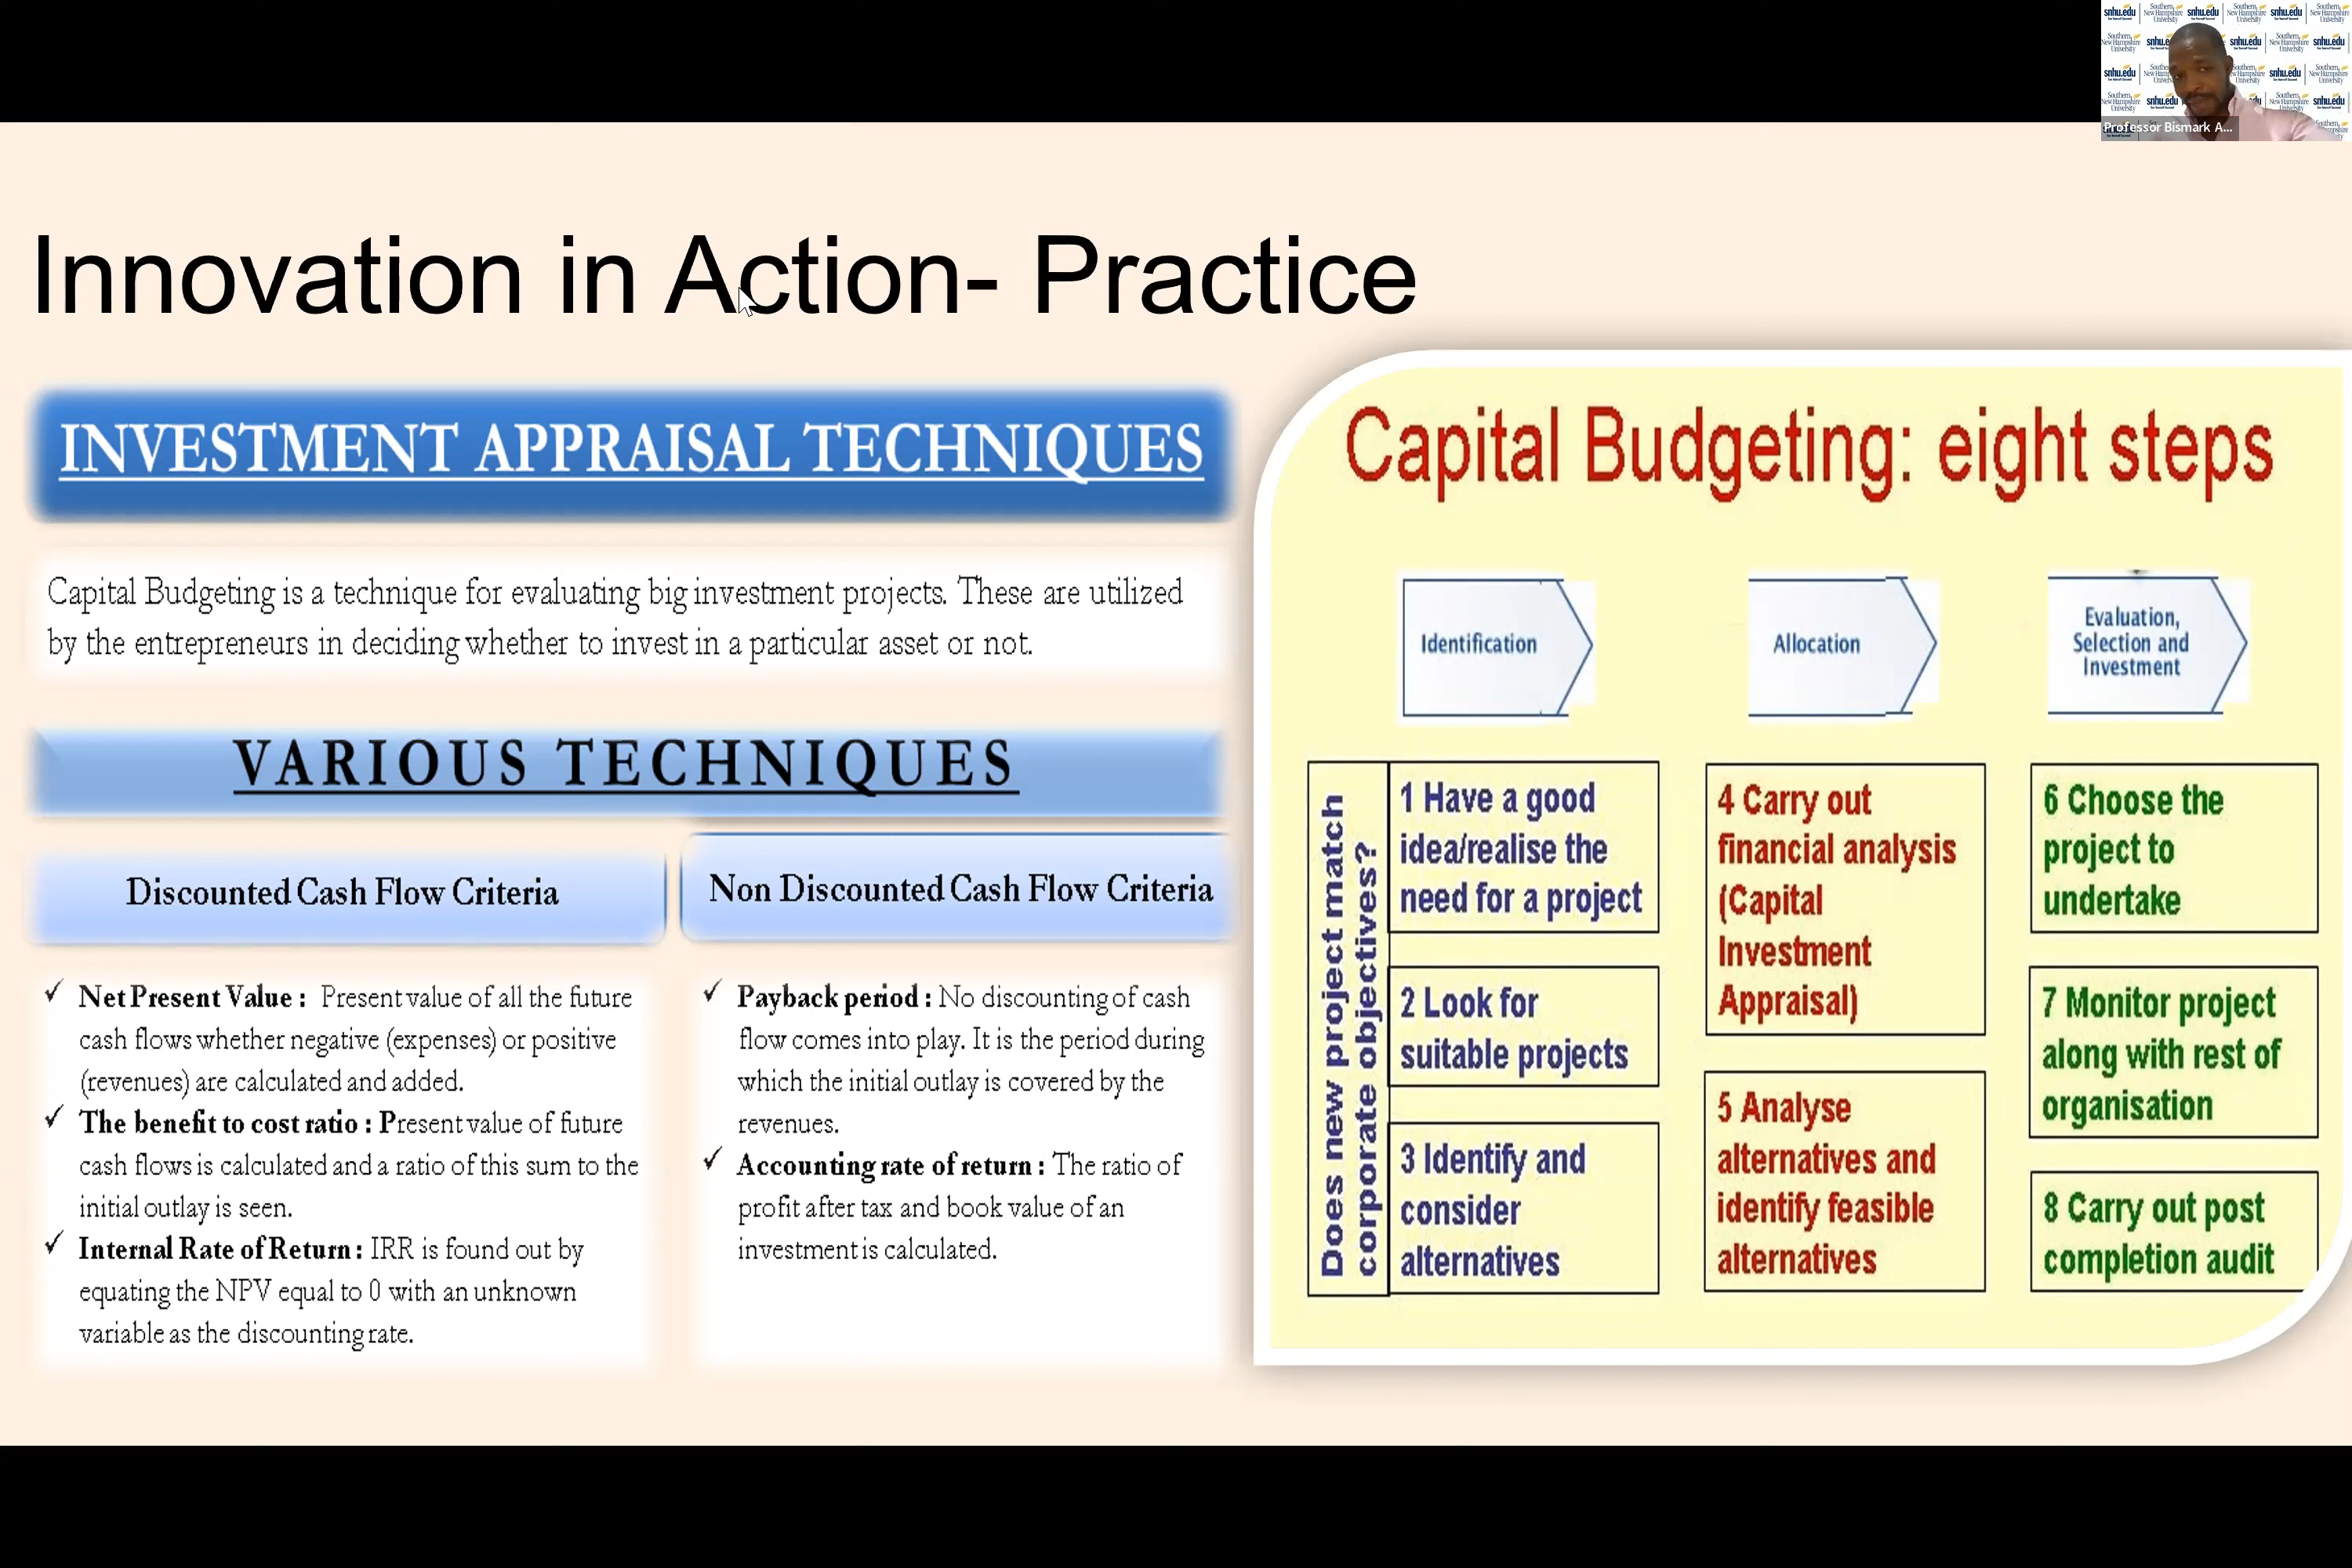 snhu.edu
Southern New Hampshire University
Professor Bismark A...
Innovation in Action- Practice
INVESTMENT APPRAISAL TECHNIQUES
Capital Budgeting is a technique for evaluating big investment projects. These are utilized
by the entrepreneurs in deciding whether to invest in a particular asset or not.
VARIOUS TECHNIQUES
Discounted Cash Flow Criteria
✓ Net Present Value : Present value of all the future
cash flows whether negative (expenses) or positive
(revenues) are calculated and added.
✓ The benefit to cost ratio : Present value of future
cash flows is calculated and a ratio of this sum to the
initial outlay is seen.
✓ Internal Rate of Return : IRR is found out by
equating the NPV equal to 0 with an unknown
variable as the discounting rate.
Non Discounted Cash Flow Criteria
✓ Payback period : No discounting of cash
flow comes into play. It is the period during
which the initial outlay is covered by the
revenues.
✓ Accounting rate of return : The ratio of
profit after tax and book value of an
investment is calculated.
Capital Budgeting: eight steps
Identification
Allocation
Evaluation,
Selection and
Investment
Does new project match
corporate objectives?
1 Have a good
idea/realise the
need for a project
2 Look for
suitable projects
3 Identify and
consider
alternatives
4 Carry out
financial analysis
(Capital
Investment
Appraisal)
5 Analyse
alternatives and
identify feasible
alternatives
6 Choose the
project to
undertake
7 Monitor project
along with rest of
organisation
8 Carry out post
completion audit